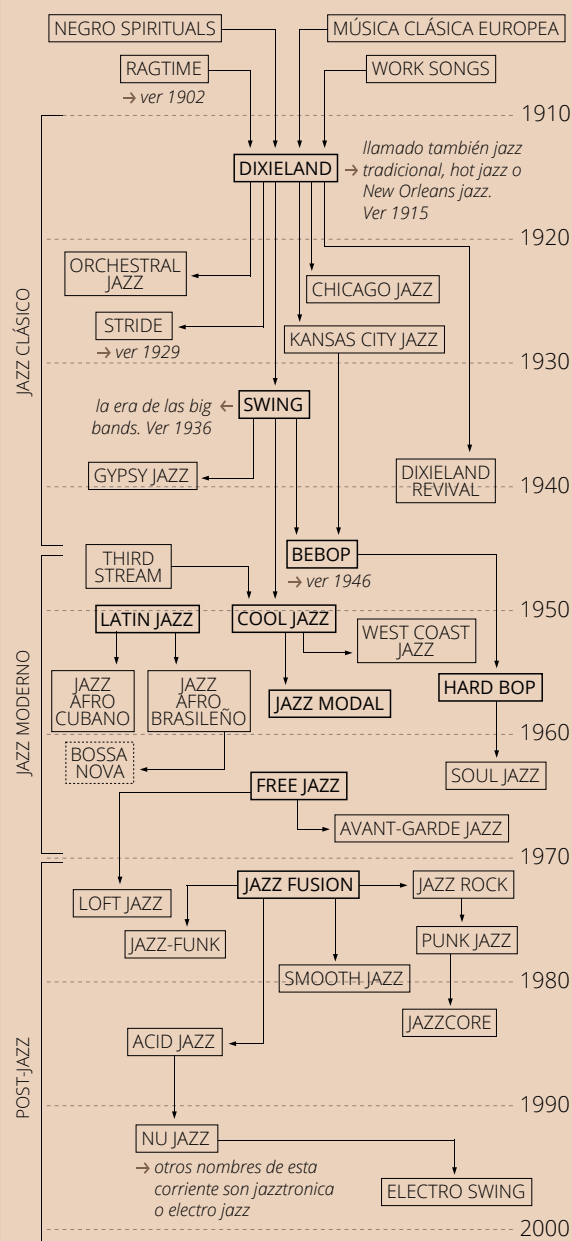 NEGRO SPIRITUALS
MÚSICA CLÁSICA EUROPEA
RAGTIME
WORK SONGS
→ ver 1902
1910
DIXIELAND
llamado también jazz
→ tradicional, hot jazz o
New Orleans jazz.
Ver 1915
1920
ORCHESTRAL
JAZZ
CHICAGO JAZZ
STRIDE
→ ver 1929
KANSAS CITY JAZZ
JAZZ CLÁSICO
1930
SWING
la era de las big ←
bands. Ver 1936
GYPSY JAZZ
DIXIELAND
REVIVAL
1940
BEBOP
→ ver 1946
THIRD
STREAM
1950
LATIN JAZZ
COOL JAZZ
WEST COAST
JAZZ
JAZZ
AFRO
CUBANO
JAZZ
AFRO
BRASILEÑO
JAZZ MODAL
HARD BOP
JAZZ MODERNO
1960
BOSSA
NOVA
SOUL JAZZ
FREE JAZZ
AVANT-GARDE JAZZ
1970
LOFT JAZZ
JAZZ FUSION
JAZZ ROCK
JAZZ-FUNK
PUNK JAZZ
SMOOTH JAZZ
1980
JAZZCORE
ACID JAZZ
POST-JAZZ
1990
NU JAZZ
→ otros nombres de esta
corriente son jazztronica
o electro jazz
ELECTRO SWING
2000